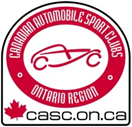 CANADIAN AUTOMOBILE SPORT CLUBS
ONTARIO REGION
casc.on.ca